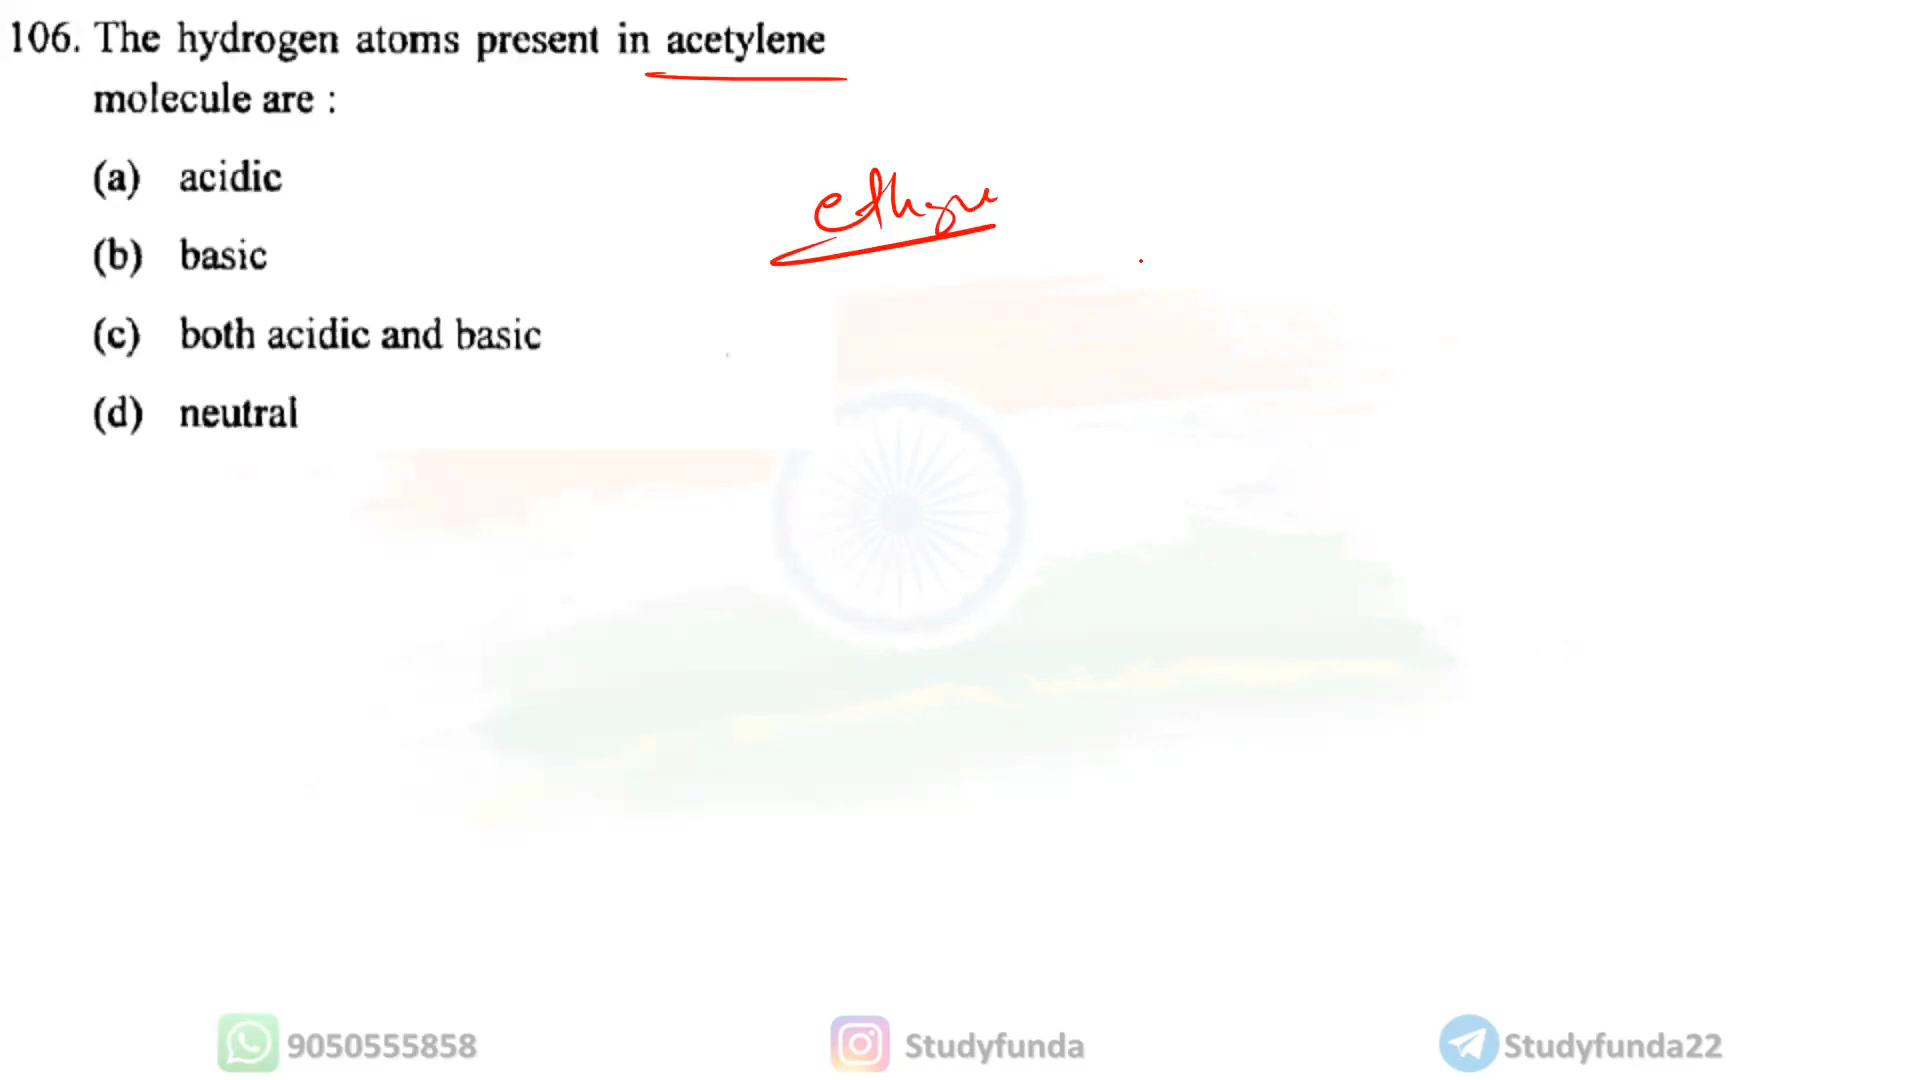 106. The hydrogen atoms present in acetylene
molecule are :
(a) acidic
(b) basic
(c) both acidic and basic
(d) neutral
ethyne
9050555858
Studyfunda
Studyfunda22